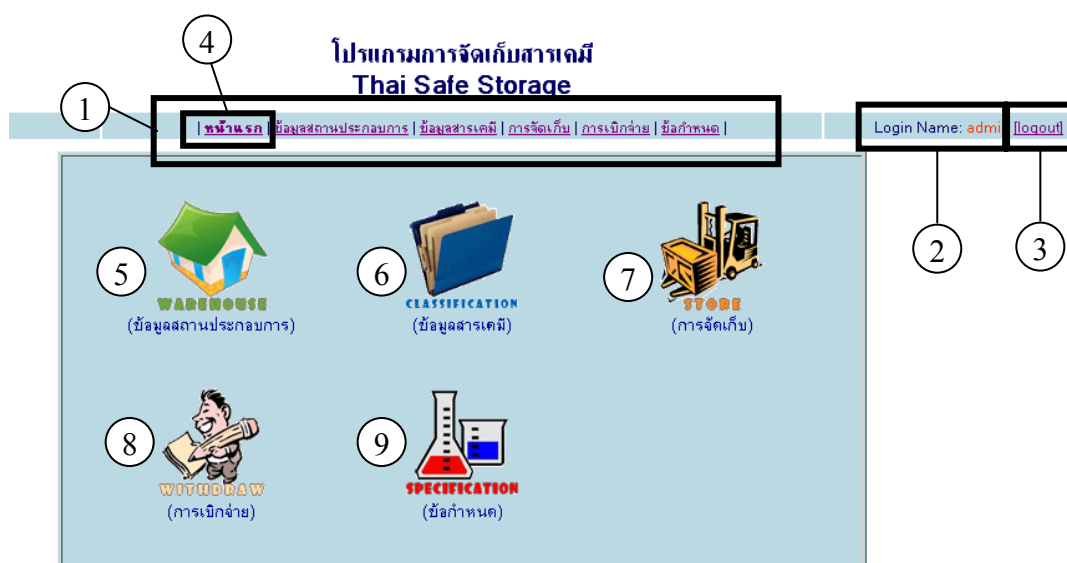 4
โปรแกรมการจัดเก็บสารเคมี
Thai Safe Storage
1
| หน้าแรก | ข้อมูลสถานประกอบการ | ข้อมูลสารเคมี | การจัดเก็บ | การเบิกจ่าย | ข้อกำหนด |
Login Name: admi [logout]
2
3
5
WAREHOUSE
(ข้อมูลสถานประกอบการ)
6
CLASSIFICATION
(ข้อมูลสารเคมี)
7
STORE
(การจัดเก็บ)
8
WITHDRAW
(การเบิกจ่าย)
9
SPECIFICATION
(ข้อกำหนด)